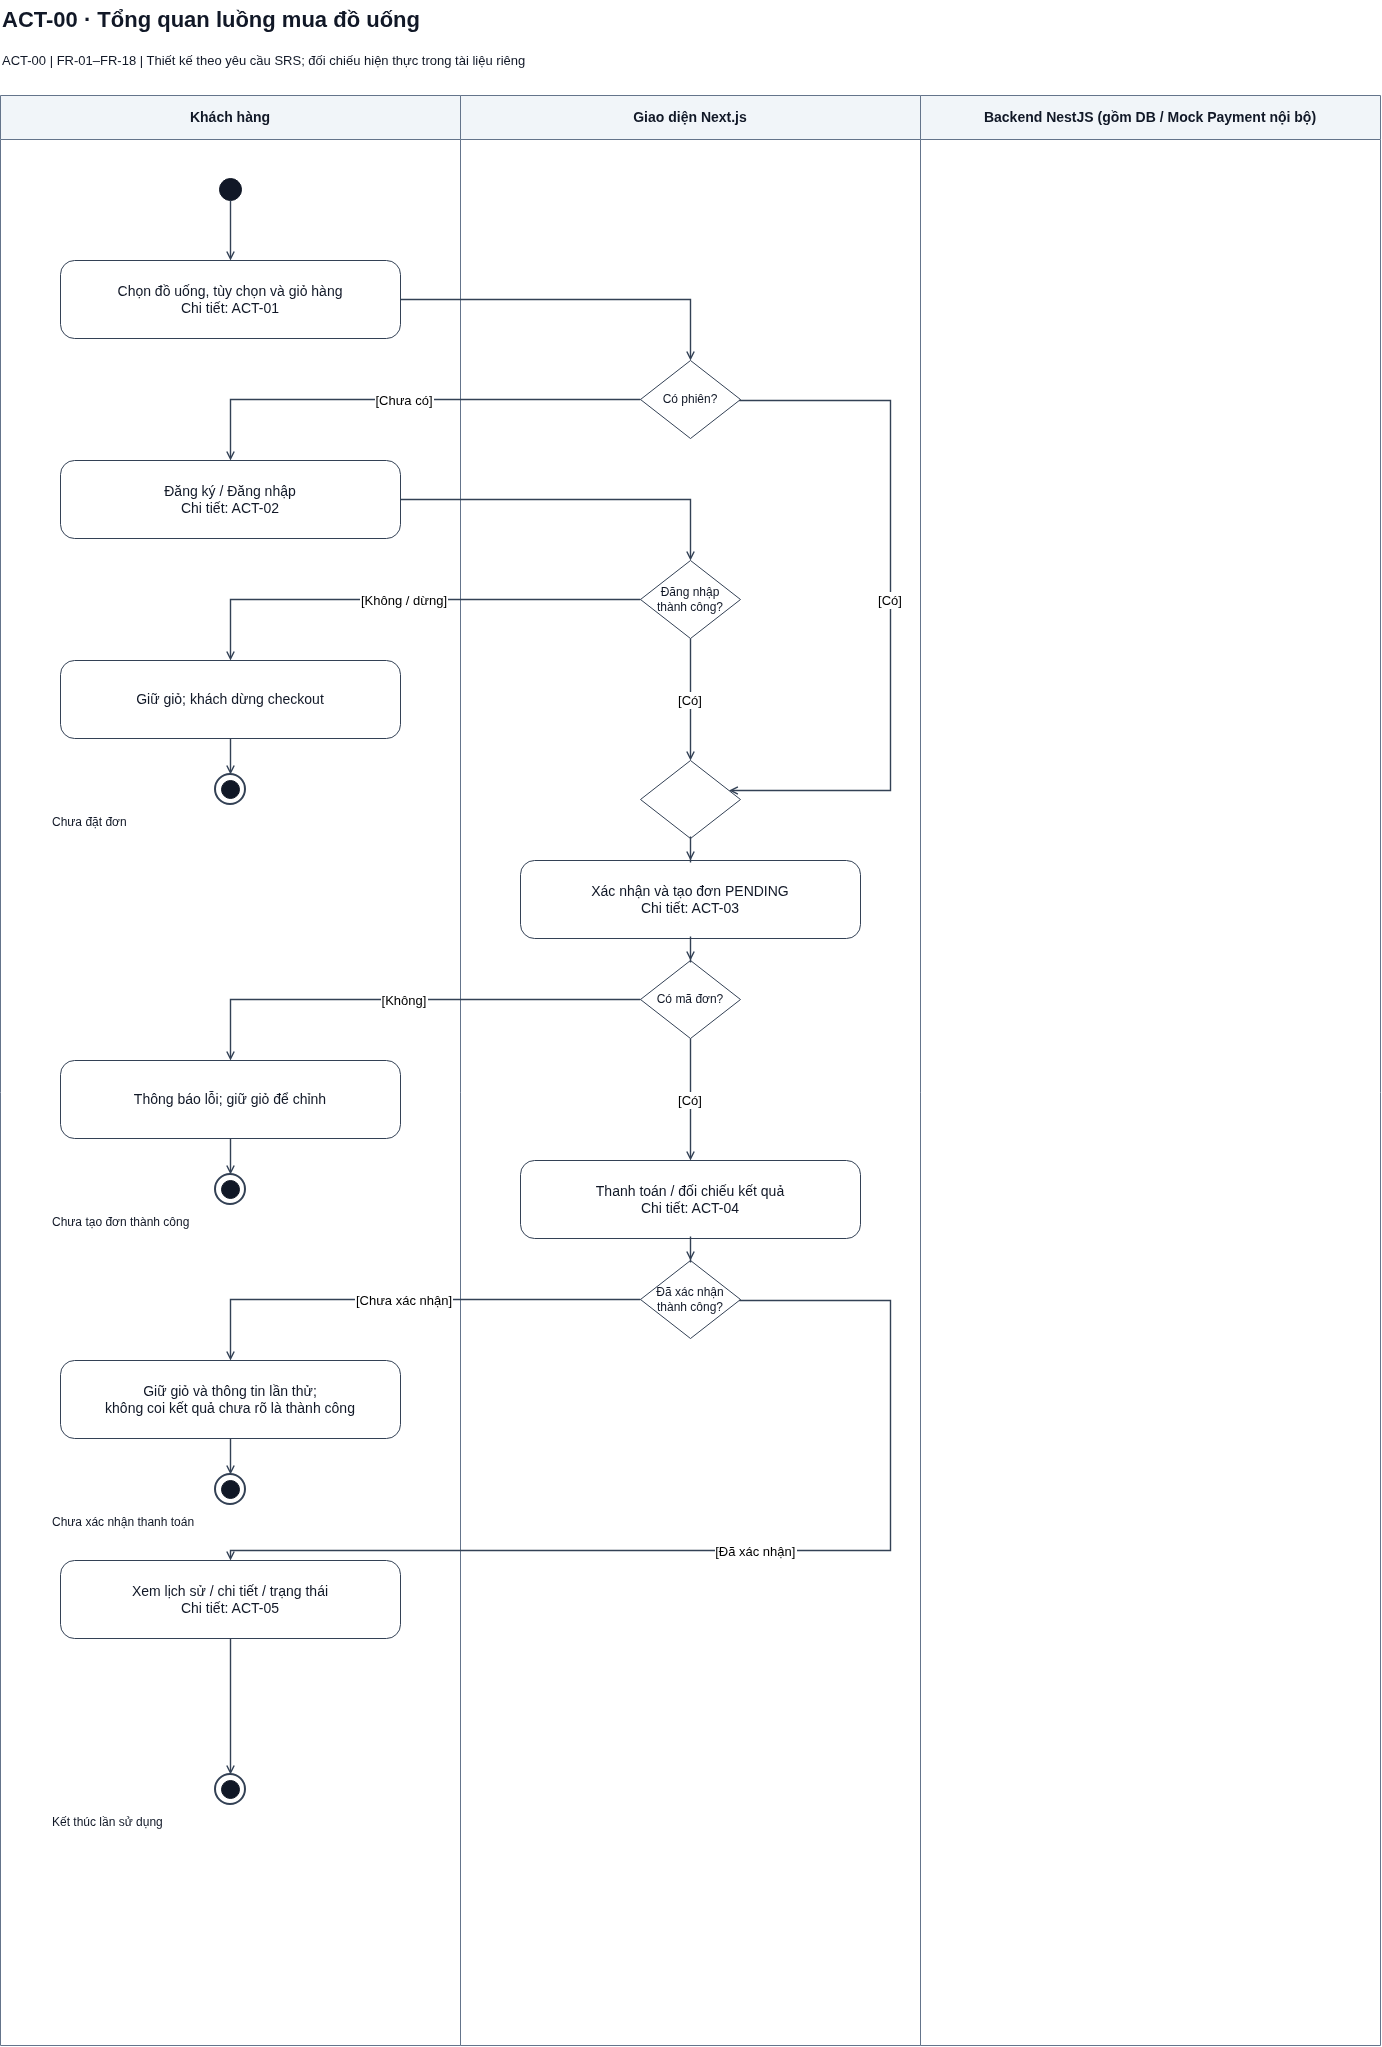 ACT-00 · Tổng quan luồng mua đồ uống
ACT-00 | FR-01–FR-18 | Thiết kế theo yêu cầu SRS; đối chiếu hiện thực trong tài liệu riêng
Khách hàng
Giao diện Next.js
Backend NestJS (gồm DB / Mock Payment nội bộ)
Chọn đồ uống, tùy chọn và giỏ hàng
Chi tiết: ACT-01
Có phiên?
[Chưa có]
Đăng ký / Đăng nhập
Chi tiết: ACT-02
Đăng nhập
thành công?
[Không / dừng]
[Có]
Giữ giỏ; khách dừng checkout
[Có]
Chưa đặt đơn
Xác nhận và tạo đơn PENDING
Chi tiết: ACT-03
Có mã đơn?
[Không]
Thông báo lỗi; giữ giỏ để chỉnh
[Có]
Chưa tạo đơn thành công
Thanh toán / đối chiếu kết quả
Chi tiết: ACT-04
Đã xác nhận
thành công?
[Chưa xác nhận]
Giữ giỏ và thông tin lần thử;
không coi kết quả chưa rõ là thành công
Chưa xác nhận thanh toán
[Đã xác nhận]
Xem lịch sử / chi tiết / trạng thái
Chi tiết: ACT-05
Kết thúc lần sử dụng